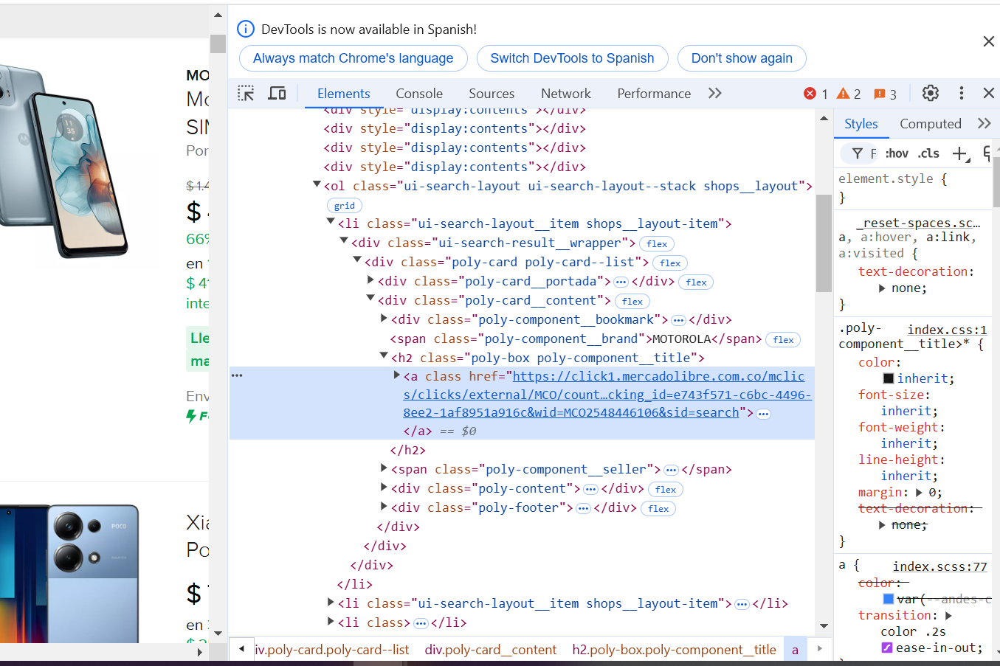 DevTools is now available in Spanish!
Always match Chrome's language
Switch DevTools to Spanish
Don't show again
Elements
Console
Sources
Network
Performance
1
2
3
<div style="display:contents"></div>
<div style="display:contents"></div>
<div style="display:contents"></div>
<div style="display:contents"></div>
<ol class="ui-search-layout ui-search-layout--stack shops__layout">
grid
<li class="ui-search-layout__item shops__layout-item">
<div class="ui-search-result__wrapper"> flex
<div class="poly-card poly-card--list"> flex
<div class="poly-card__portada"> … </div> flex
<div class="poly-card__content"> flex
<div class="poly-component__bookmark"> … </div>
<span class="poly-component__brand">MOTOROLA</span> flex
<h2 class="poly-box poly-component__title">
<a class href="https://click1.mercadolibre.com.co/mclic
s/clicks/external/MCO/count…cking_id=e743f571-c6bc-4496-
8ee2-1af8951a916c&wid=MCO2548446106&sid=search"> …
</a> == $0
</h2>
<span class="poly-component__seller"> … </span>
<div class="poly-content"> … </div> flex
<div class="poly-footer"> … </div> flex
</div>
</div>
</div>
</li>
<li class="ui-search-layout__item shops__layout-item"> … </li>
<li class> … </li>
iv.poly-card.poly-card--list
div.poly-card__content
h2.poly-box.poly-component__title
a
Styles
Computed
F
:hov
.cls
element.style {
}
_reset-spaces.sc…
a, a:hover, a:link,
a:visited {
text-decoration:
none;
}
.poly- index.css:1
component__title>* {
color:
inherit;
font-size:
inherit;
font-weight:
inherit;
line-height:
inherit;
margin: 0;
text-decoration:
none;
}
a { index.scss:77
color:
var(--andes-c
transition:
color .2s
ease-in-out;
MO
Mo
SIM
Por
$ 1.4
$
66%
en
$ 4
inte
Lle
ma
Env
F
11
35
Xia
Po
$
en
POCO